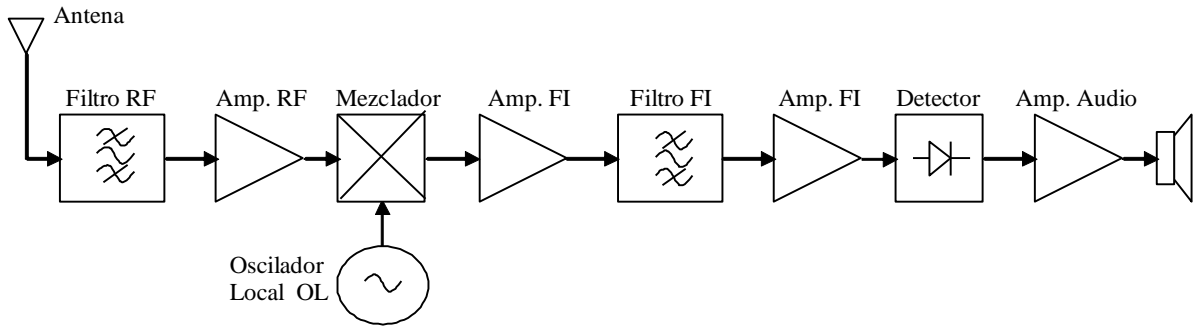 Antena
Filtro RF
Amp. RF
Mezclador
Amp. FI
Filtro FI
Amp. FI
Detector
Amp. Audio
Oscilador
Local OL